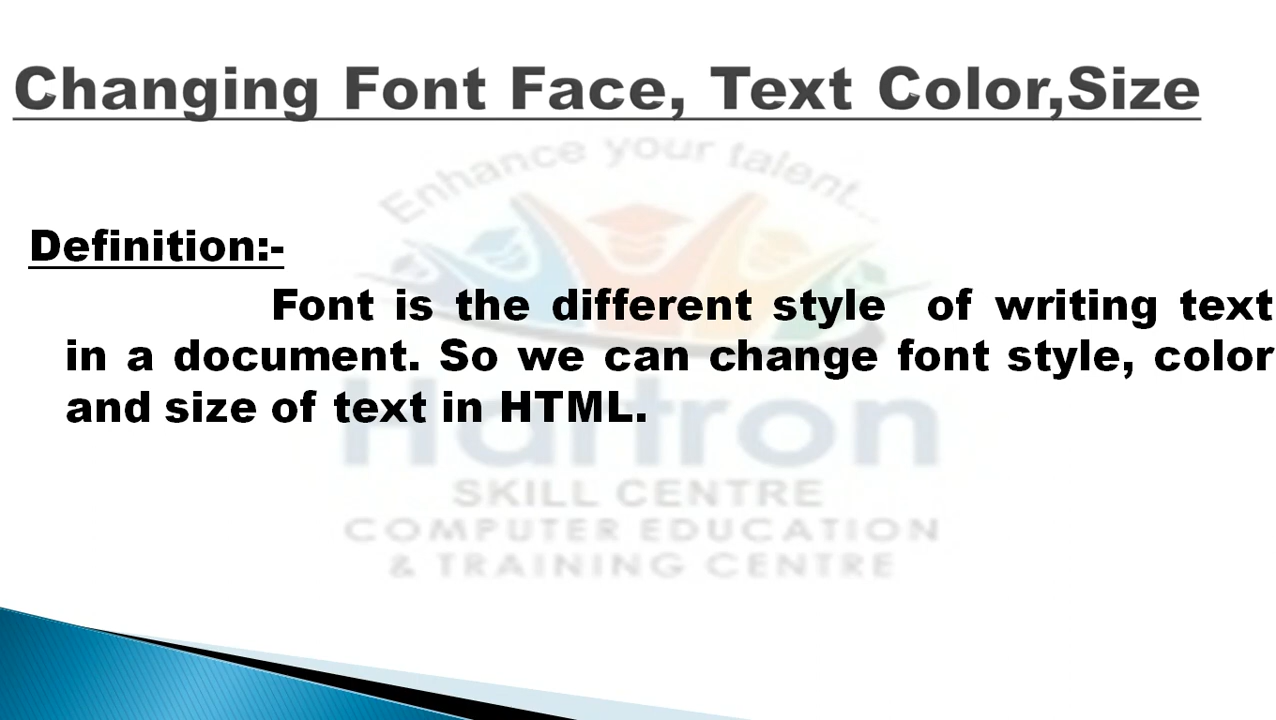 Changing Font Face, Text Color,Size
Enhance your talent...
Definition:-
Font is the different style of writing text
in a document. So we can change font style, color
and size of text in HTML.
Hartron
SKILL CENTRE
COMPUTER EDUCATION
& TRAINING CENTRE